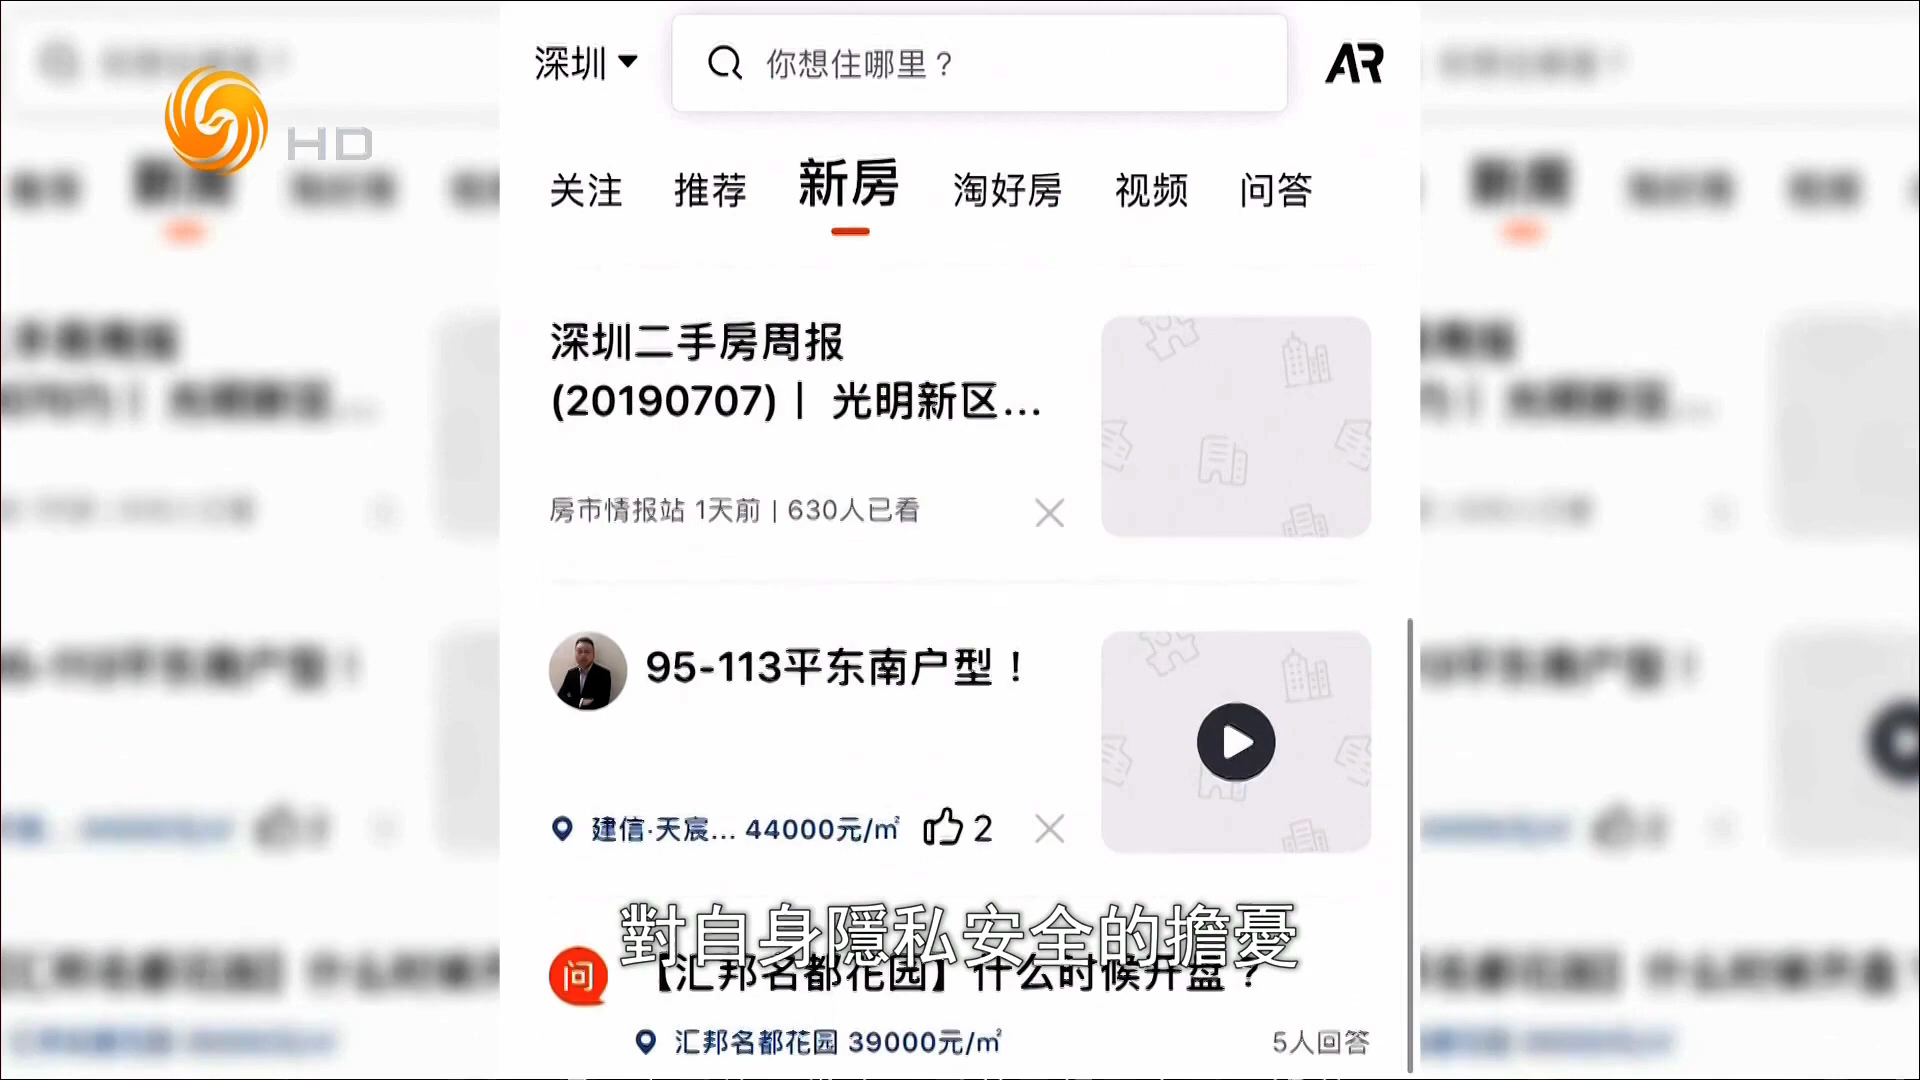 深圳
你想住哪里？
AR
HD
关注 推荐 新房 淘好房 视频 问答
深圳二手房周报
(20190707)丨 光明新区...
房市情报站 1天前 | 630人已看
95-113平东南户型！
建信·天宸... 44000元/㎡ 2
對自身隱私安全的擔憂
问
【汇邦名都花园】什么时候开盘？
汇邦名都花园 39000元/㎡
5人回答